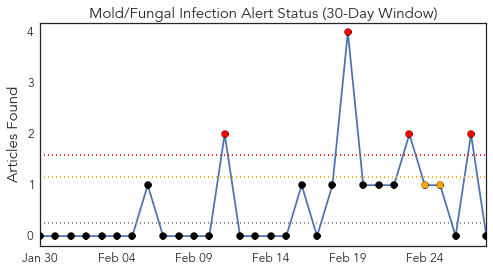 Mold/Fungal Infection Alert Status (30-Day Window)
Articles Found
4
3
2
1
0
Jan 30 Feb 04 Feb 09 Feb 14 Feb 19 Feb 24